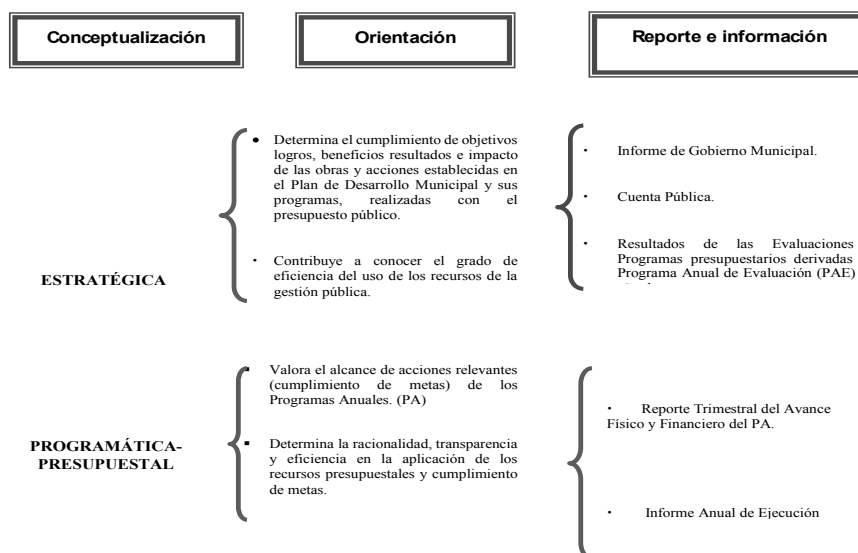 Conceptualización
Orientación
Reporte e información
ESTRATÉGICA
• Determina el cumplimiento de objetivos
logros, beneficios resultados e impacto
de las obras y acciones establecidas en
el Plan de Desarrollo Municipal y sus
programas, realizadas con el
presupuesto público.
• Contribuye a conocer el grado de
eficiencia del uso de los recursos de la
gestión pública.
• Informe de Gobierno Municipal.
• Cuenta Pública.
• Resultados de las Evaluaciones
Programas presupuestarios derivadas
Programa Anual de Evaluación (PAE)
PROGRAMÁTICA-
PRESUPUESTAL
▪ Valora el alcance de acciones relevantes
(cumplimiento de metas) de los
Programas Anuales. (PA)
▪ Determina la racionalidad, transparencia
y eficiencia en la aplicación de los
recursos presupuestales y cumplimiento
de metas.
• Reporte Trimestral del Avance
Físico y Financiero del PA.
• Informe Anual de Ejecución